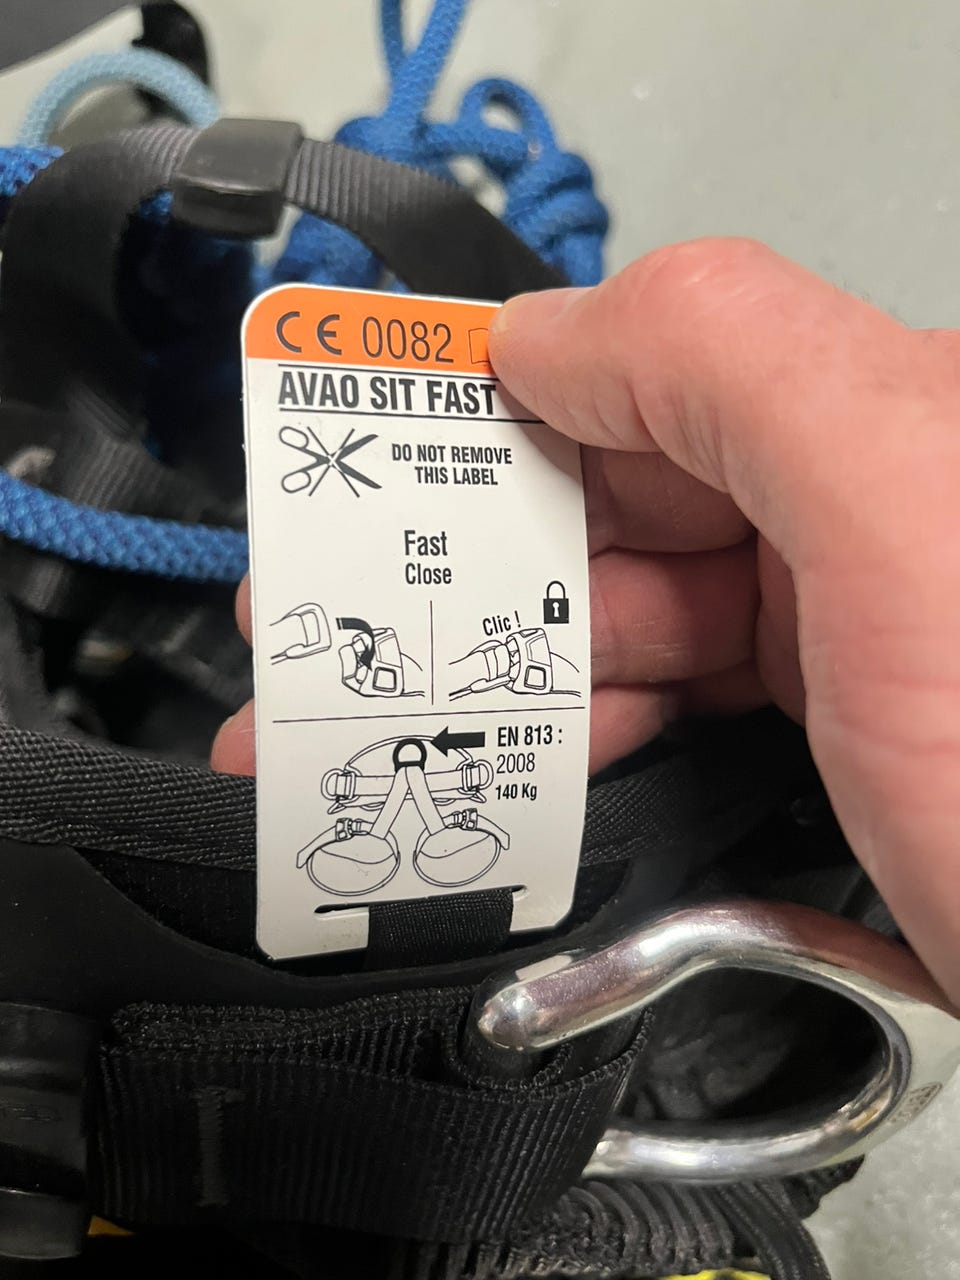 CE 0082
AVAO SIT FAST
DO NOT REMOVE
THIS LABEL
Fast
Close
Clic !
EN 813 :
2008
140 Kg